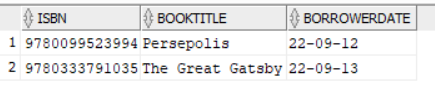 ISBN BOOKTITLE BORROWERDATE
1 9780099523994 Persepolis 22-09-12
2 9780333791035 The Great Gatsby 22-09-13